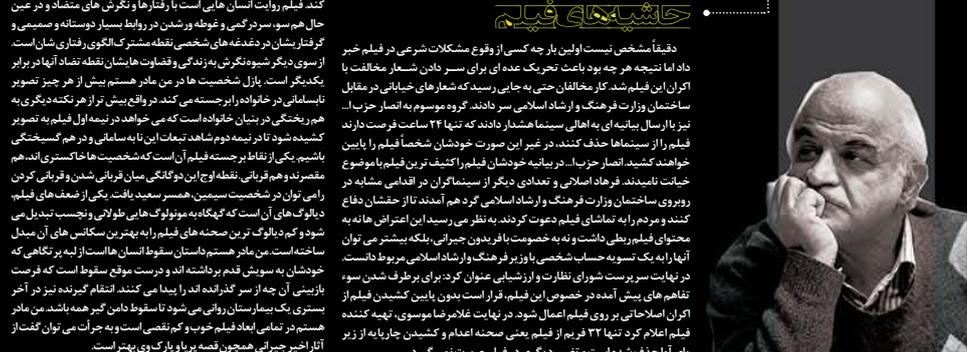 حاشیه‌های فیلم
دقیقاً مشخص نیست اولین بار چه کسی از وقوع مشکلات شرعی در فیلم خبر
داد اما نتیجه هر چه بود باعث تحریک عده ای برای ســر دادن شــعار مخالفت با
اکران این فیلم شد. کار مخالفان حتی به جایی رسید که شعارهای خیابانی در مقابل
ساختمان وزارت فرهنگ و ارشاد اسلامی سر دادند. گروه موسوم به انصار حزب ا...
نیز با ارسال بیانیه ای به اهالی سینما هشدار دادند که تنها ۲۴ ساعت فرصت دارند
فیلم را از سینماها حذف کنند، در غیر این صورت خودشان شخصاً فیلم را پایین
خواهند کشید. انصار حزب ا... در بیانیه خودشان فیلم را کثیف ترین فیلم با موضوع
خیانت نامیدند. فرهاد اصلانی و تعدادی دیگر از سینماگران در اقدامی مشابه در
روبروی ساختمان وزارت فرهنگ و ارشاد اسلامی گرد هم آمدند تا از حقشان دفاع
کنند و مردم را به تماشای فیلم دعوت کردند. به نظر می رسید این اعتراض ها نه به
محتوای فیلم ربطی داشت و نه به خصومت با فریدون جیرانی، بلکه بیشتر می توان
آنها را به یک تسویه حساب شخصی با وزیر فرهنگ و ارشاد اسلامی مربوط دانست.
در نهایت سرپرست شورای نظارت و ارزشیابی عنوان کرد: برای برطرف شدن سوء
تفاهم های پیش آمده در خصوص این فیلم، قرار است بدون پایین کشیدن فیلم از
اکران اصلاحاتی بر روی فیلم اعمال شود. در نهایت غلامرضا موسوی، تهیه کننده
فیلم اعلام کرد تنها ۳۲ فریم از فیلم یعنی صحنه اعدام و کشیدن چارپایه از زیر
کند. فیلم روایت انسان هایی است با رفتارها و نگرش های متضاد و در عین
حال هم سو، سردرگمی و غوطه ورشدن در روابط بسیار دوستانه و صمیمی و
گرفتاریشان در دغدغه های شخصی نقطه مشترک الگوی رفتاری شان است.
از سوی دیگر شیوه نگرش به زندگی و قضاوت هایشان نقطه تضاد آنها در برابر
یکدیگر است. پازل شخصیت ها در من مادر هستم بیش از هر چیز تصویر
نابسامانی در خانواده را برجسته می کند. در واقع بیش تر از هر نکته دیگری به
هم ریختگی در بنیان خانواده است که می خواهد در نیمه اول فیلم به تصویر
کشیده شود تا در نیمه دوم شاهد تبعات این نا به سامانی و در هم گسیختگی
باشیم. یکی از نقاط برجسته فیلم آن است که شخصیت ها خاکستری اند، هم
مقصرند و هم قربانی. نقطه اوج این دوگانگی میان قربانی شدن و قربانی کردن
را می توان در شخصیت سیمین، همسر سعید یافت. یکی از ضعف های فیلم،
دیالوگ های آن است که گهگاه به مونولوگ هایی طولانی و نچسب تبدیل می
شود و کم دیالوگ ترین صحنه های فیلم را به بهترین سکانس های آن مبدل
ساخته است. من مادر هستم داستان سقوط انسان ها است از لبه پرتگاهی که
خودشان به سویش قدم برداشته اند و درست موقع سقوط است که فرصت
بازبینی آن چه از سر گذرانده اند را پیدا می کنند. انتقام گیرنده نیز در آخر
بستری یک بیمارستان روانی می شود تا سقوط دامن گیر همه باشد. من مادر
هستم در تمامی ابعاد فیلم خوب و کم نقصی است و به جرأت می توان گفت از
آثار اخیر جیرانی همچون قصه پریا و پارک وی بهتر است.